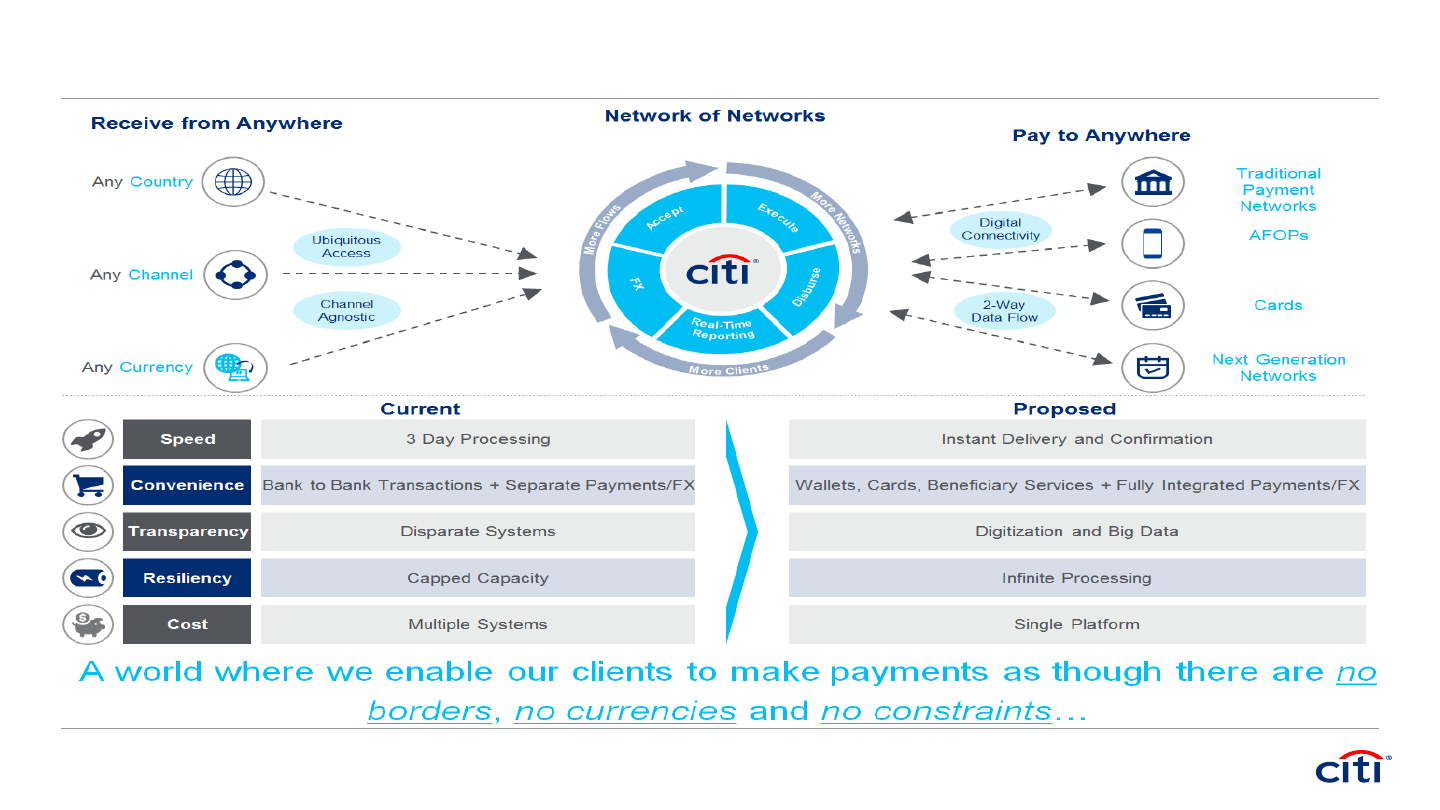 Receive from Anywhere
Network of Networks
Pay to Anywhere
Any Country
Any Channel
Any Currency
Ubiquitous
Access
Channel
Agnostic
More Flows
More Networks
More Clients
Accept
Execute
Disburse
Real-Time
Reporting
FX
citi®
Digital
Connectivity
2-Way
Data Flow
Traditional
Payment
Networks
AFOPs
Cards
Next Generation
Networks
Current
Proposed
Speed
3 Day Processing
Instant Delivery and Confirmation
Convenience
Bank to Bank Transactions + Separate Payments/FX
Wallets, Cards, Beneficiary Services + Fully Integrated Payments/FX
Transparency
Disparate Systems
Digitization and Big Data
Resiliency
Capped Capacity
Infinite Processing
$
Cost
Multiple Systems
Single Platform
A world where we enable our clients to make payments as though there are no
borders, no currencies and no constraints…
citi®